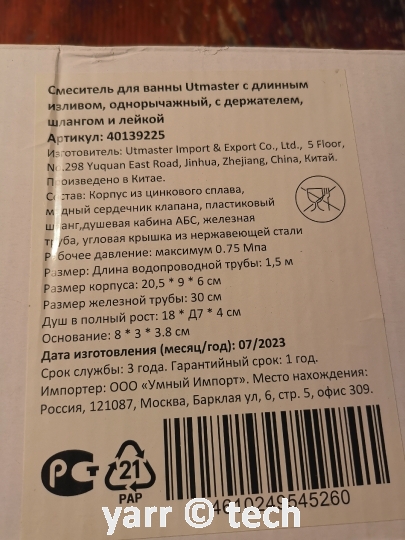 Смеситель для ванны Utmaster с длинным
изливом, однорычажный, с держателем,
шлангом и лейкой
Артикул: 40139225
Изготовитель: Utmaster Import & Export Co., Ltd., 5 Floor,
No.298 Yuquan East Road, Jinhua, Zhejiang, China, Китай.
Произведено в Китае.
Состав: Корпус из цинкового сплава,
медный сердечник клапана, пластиковый
шланг,душевая кабина АБС, железная
труба, угловая крышка из нержавеющей стали
Рабочее давление: максимум 0.75 Мпа
Размер: Длина водопроводной трубы: 1,5 м
Размер корпуса: 20,5 * 9 * 6 см
Размер железной трубы: 30 см
Душ в полный рост: 18 * Д7 * 4 см
Основание: 8 * 3 * 3.8 см
Дата изготовления (месяц/год): 07/2023
Срок службы: 3 года. Гарантийный срок: 1 год.
Импортер: ООО «Умный Импорт». Место нахождения:
Россия, 121087, Москва, Барклая ул, 6, стр. 5, офис 309.
РСТ
21
PAP
4610249545260
yarr © tech